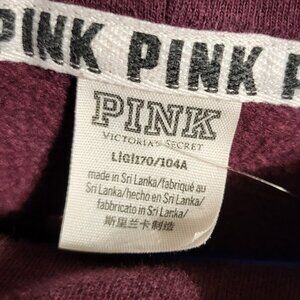 PINK PINK P
PINK
VICTORIA'S SECRET
L|G|170/104A
made in Sri Lanka/fabriqué au
Sri Lanka/hecho en Sri Lanka/
fabbricato in Sri Lanka/
斯里兰卡制造